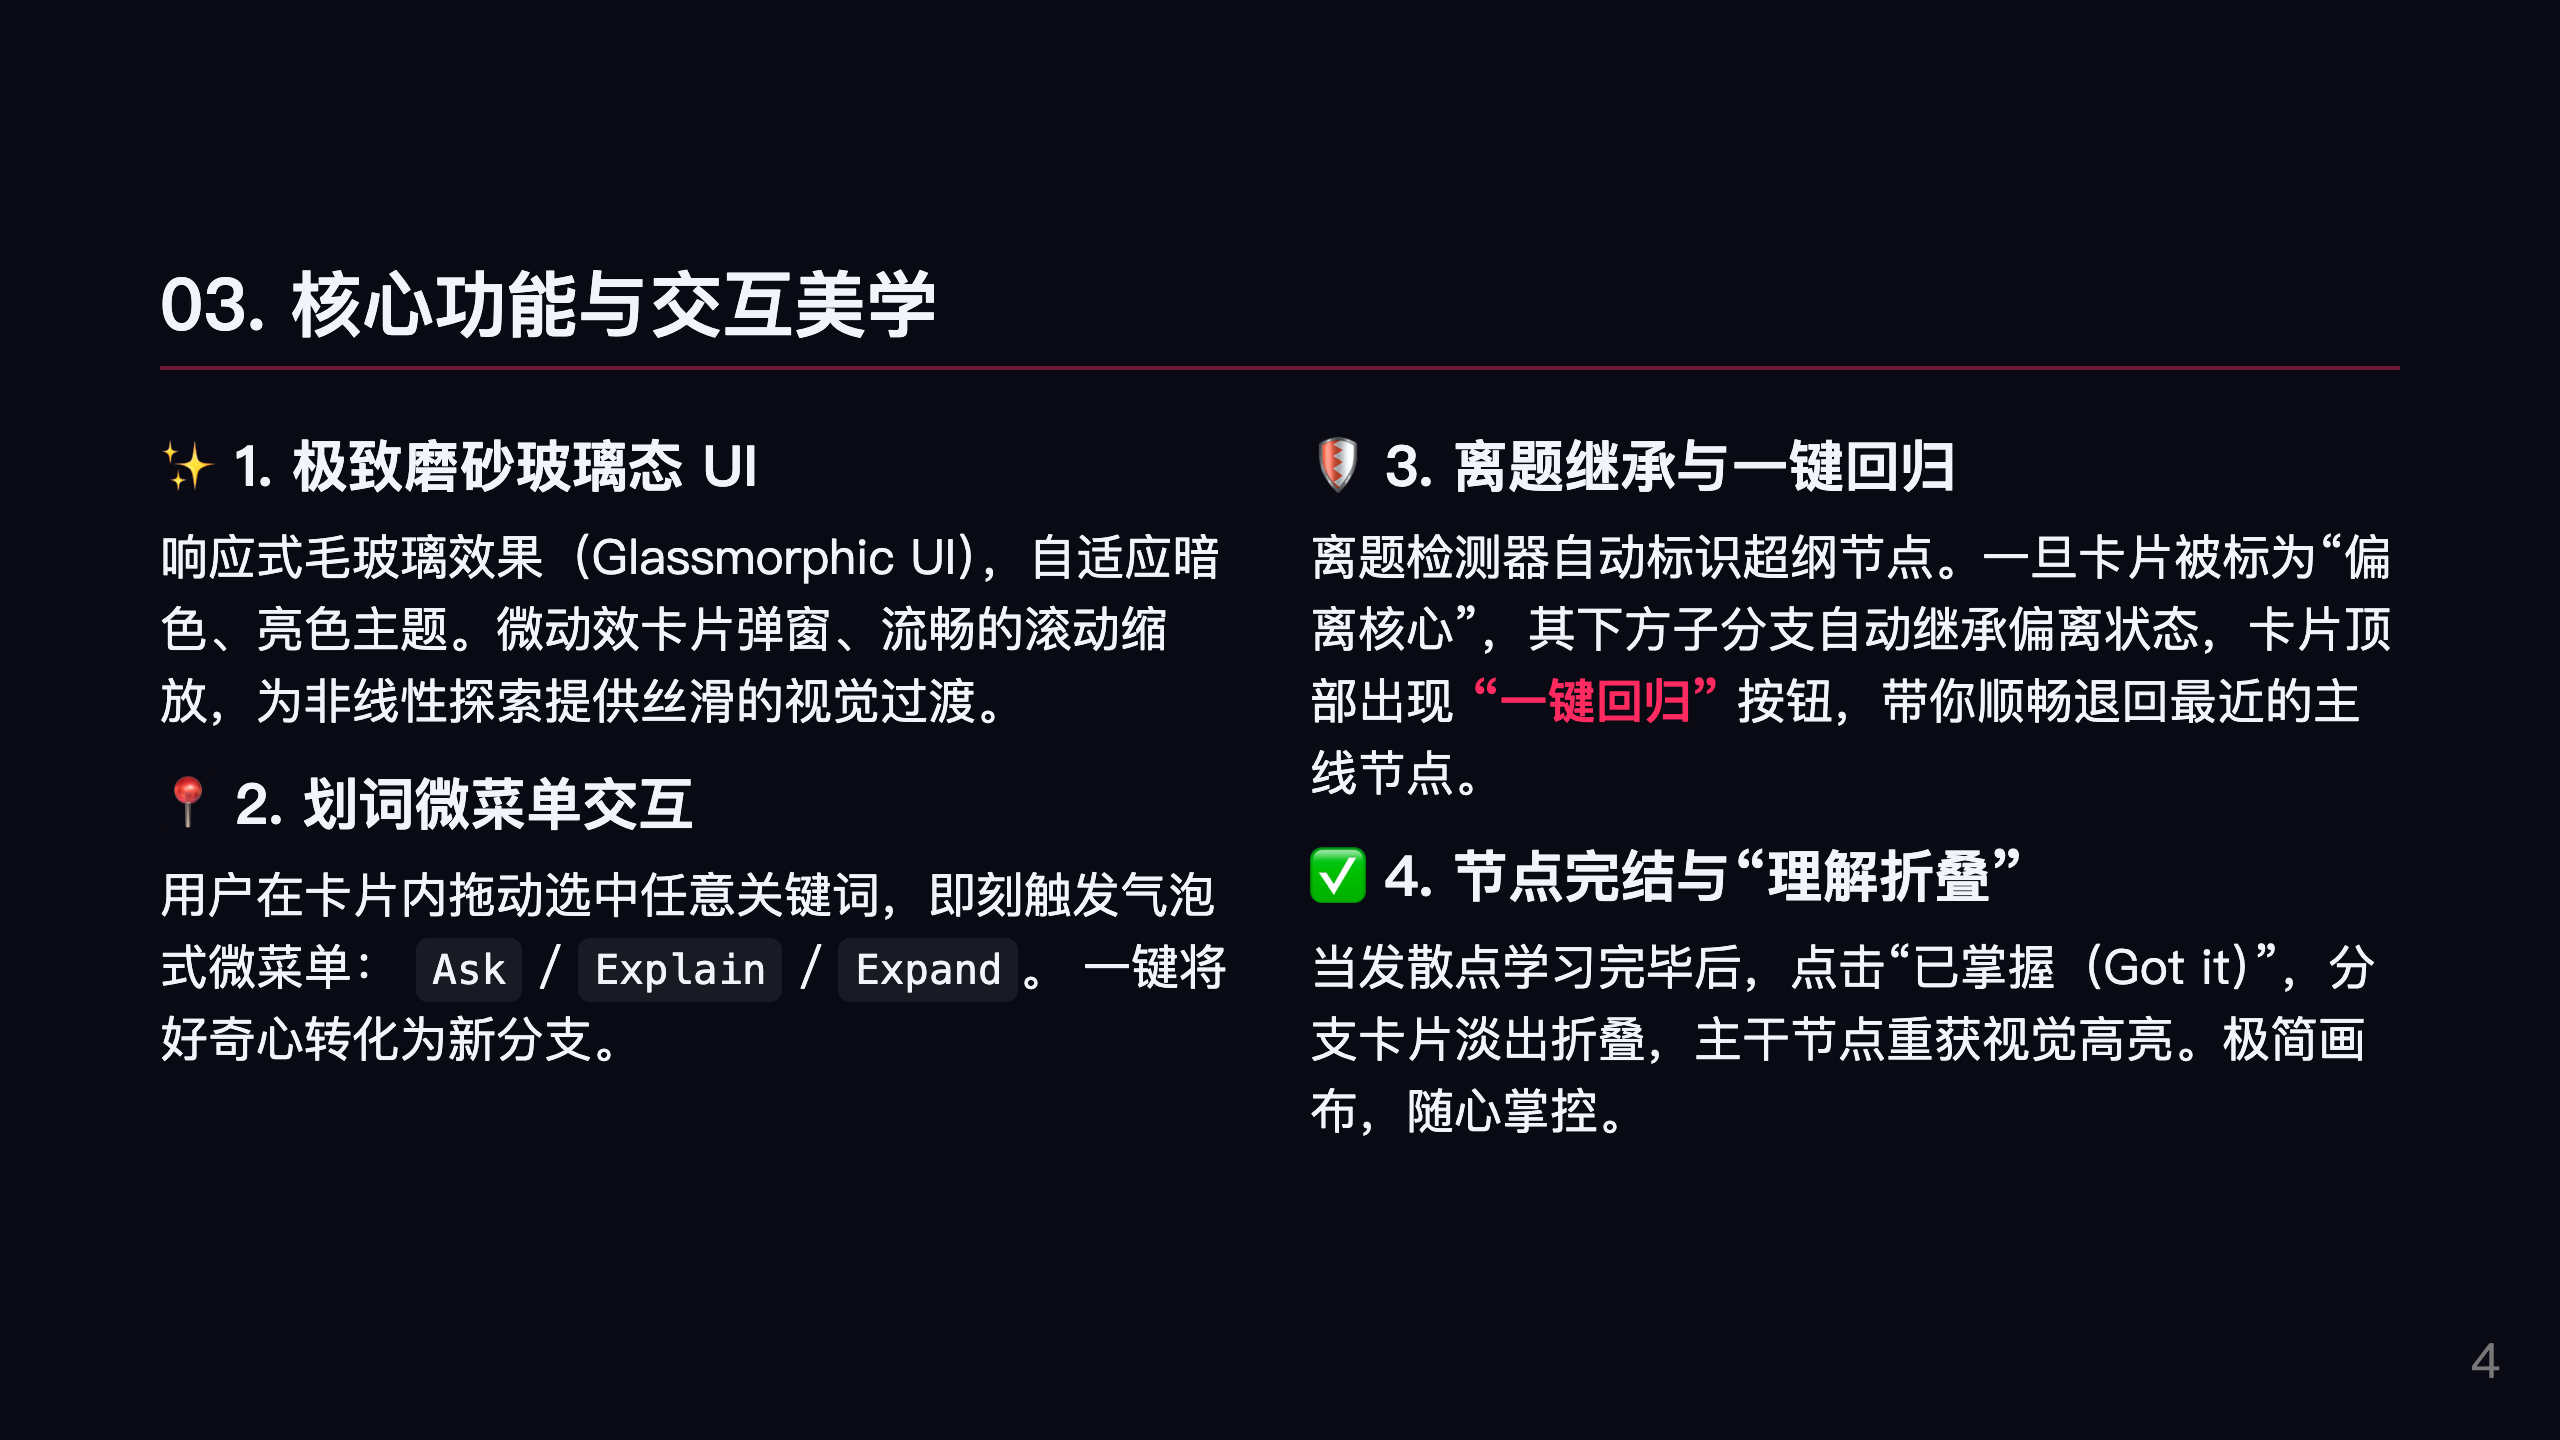 03. 核心功能与交互美学
✨ 1. 极致磨砂玻璃态 UI
响应式毛玻璃效果（Glassmorphic UI），自适应暗
色、亮色主题。微动效卡片弹窗、流畅的滚动缩
放，为非线性探索提供丝滑的视觉过渡。
📍 2. 划词微菜单交互
用户在卡片内拖动选中任意关键词，即刻触发气泡
式微菜单： Ask / Explain / Expand 。 一键将
好奇心转化为新分支。
🛡️ 3. 离题继承与一键回归
离题检测器自动标识超纲节点。一旦卡片被标为“偏
离核心”，其下方子分支自动继承偏离状态，卡片顶
部出现 “一键回归” 按钮，带你顺畅退回最近的主
线节点。
✅ 4. 节点完结与“理解折叠”
当发散点学习完毕后，点击“已掌握（Got it）”，分
支卡片淡出折叠，主干节点重获视觉高亮。极简画
布，随心掌控。
4